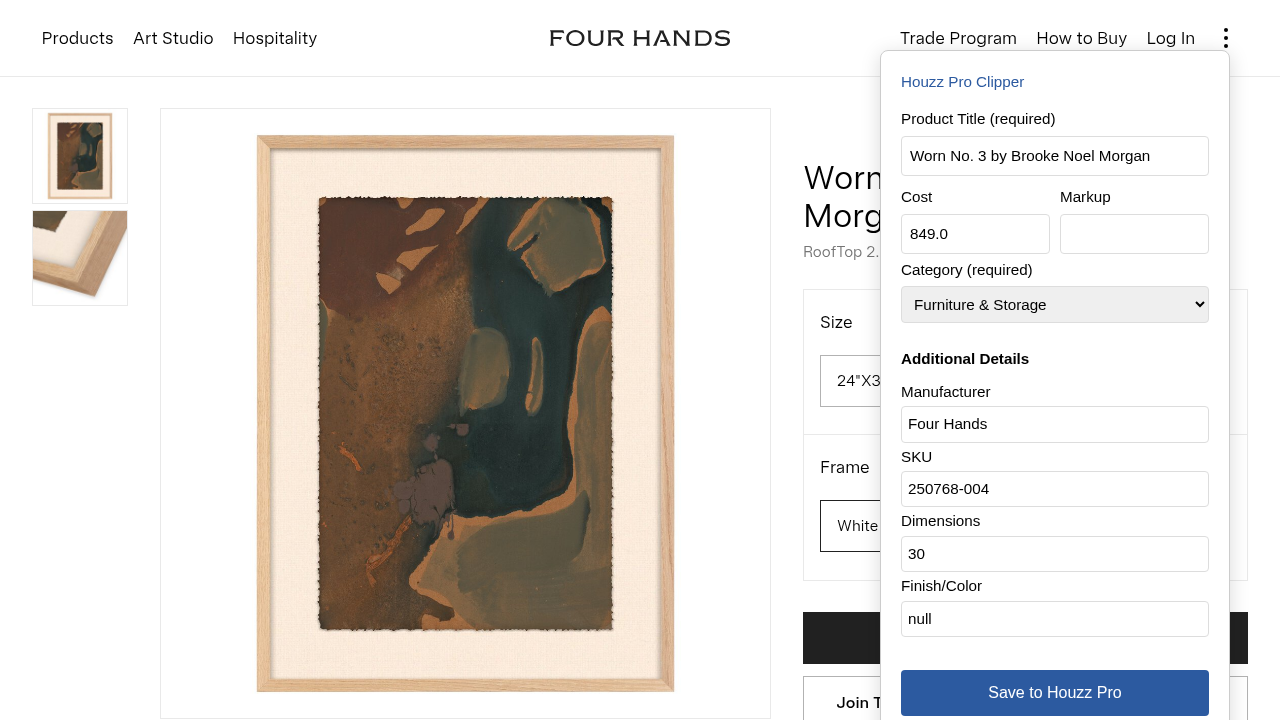 Products Art Studio Hospitality
FOUR HANDS
Trade Program How to Buy Log In
Worn
Morg
RoofTop 2.
Size
24"X3
Frame
White
Join T
Houzz Pro Clipper
Product Title (required)
Worn No. 3 by Brooke Noel Morgan
Cost Markup
849.0
Category (required)
Furniture & Storage
Additional Details
Manufacturer
Four Hands
SKU
250768-004
Dimensions
30
Finish/Color
null
Save to Houzz Pro